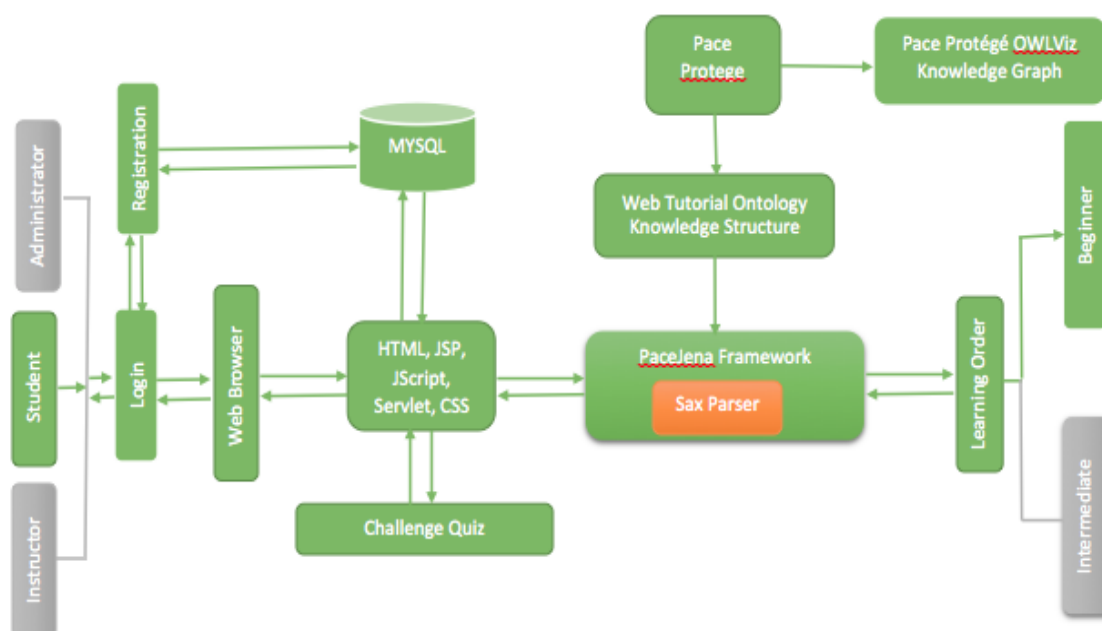 Pace
Protege
Pace Protégé OWLViz
Knowledge Graph
Administrator
Registration
MYSQL
Web Tutorial Ontology
Knowledge Structure
Beginner
Student
Login
Web Browser
HTML, JSP,
JScript,
Servlet, CSS
PaceJena Framework
Sax Parser
Learning Order
Instructor
Challenge Quiz
Intermediate